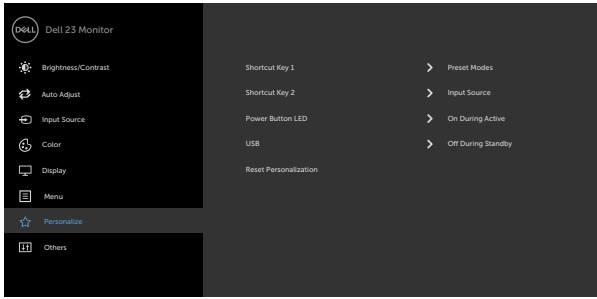 DELL
Dell 23 Monitor
Brightness/Contrast
Auto Adjust
Input Source
Color
Display
Menu
Personalize
Others
Shortcut Key 1 Preset Modes
Shortcut Key 2 Input Source
Power Button LED On During Active
USB Off During Standby
Reset Personalization